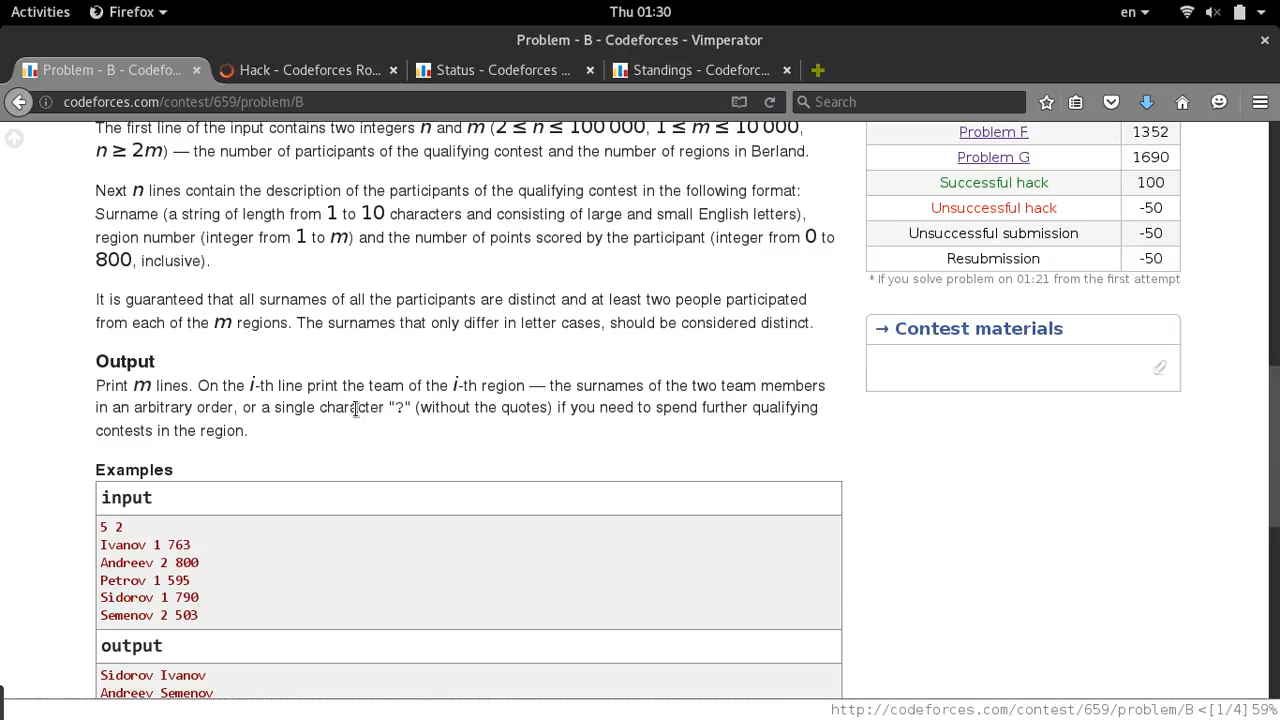 Activities Firefox Thu 01:30 en
Problem - B - Codeforces - Vimperator
Problem - B - Codefo... Hack - Codeforces Ro... Status - Codeforces ... Standings - Codeforc...
codeforces.com/contest/659/problem/B Search
The first line of the input contains two integers n and m (2 ≤ n ≤ 100 000, 1 ≤ m ≤ 10 000,
n ≥ 2m) — the number of participants of the qualifying contest and the number of regions in Berland.
Next n lines contain the description of the participants of the qualifying contest in the following format:
Surname (a string of length from 1 to 10 characters and consisting of large and small English letters),
region number (integer from 1 to m) and the number of points scored by the participant (integer from 0 to
800, inclusive).
It is guaranteed that all surnames of all the participants are distinct and at least two people participated
from each of the m regions. The surnames that only differ in letter cases, should be considered distinct.
Output
Print m lines. On the i-th line print the team of the i-th region — the surnames of the two team members
in an arbitrary order, or a single character "?" (without the quotes) if you need to spend further qualifying
contests in the region.
Examples
input
5 2
Ivanov 1 763
Andreev 2 800
Petrov 1 595
Sidorov 1 790
Semenov 2 503
output
Sidorov Ivanov
Andreev Semenov
Problem F 1352
Problem G 1690
Successful hack 100
Unsuccessful hack -50
Unsuccessful submission -50
Resubmission -50
* If you solve problem on 01:21 from the first attempt
→ Contest materials
http://codeforces.com/contest/659/problem/B <[1/4] 59%